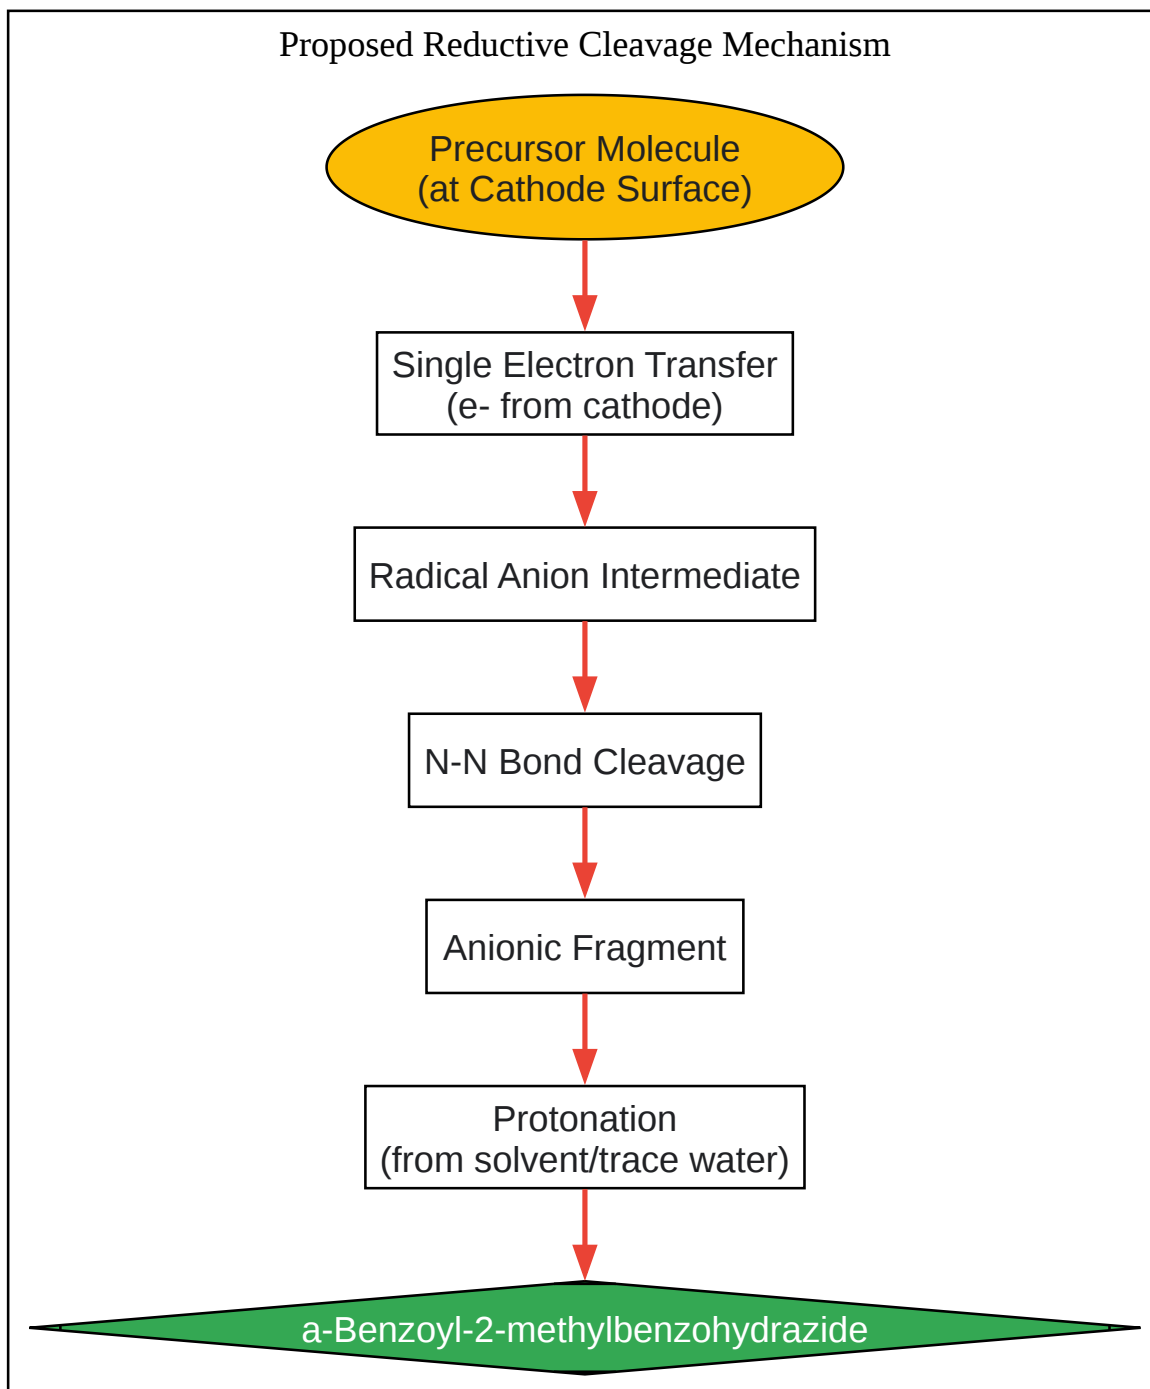 Proposed Reductive Cleavage Mechanism
Precursor Molecule
(at Cathode Surface)
Single Electron Transfer
(e- from cathode)
Radical Anion Intermediate
N-N Bond Cleavage
Anionic Fragment
Protonation
(from solvent/trace water)
a-Benzoyl-2-methylbenzohydrazide